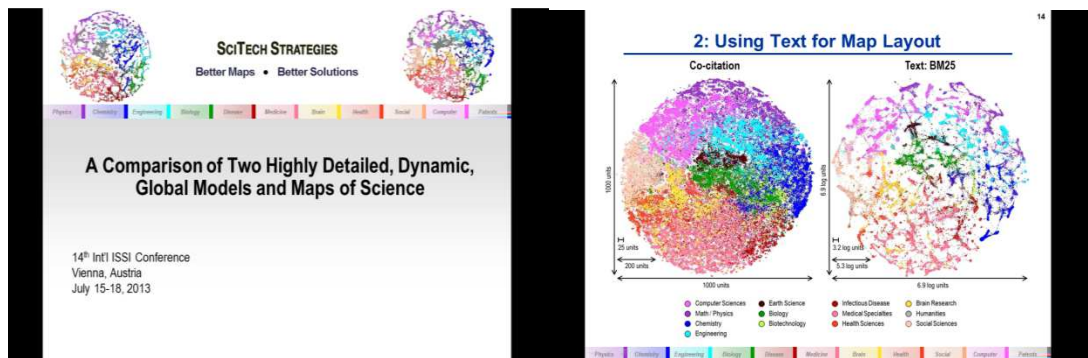 SCITECH STRATEGIES
Better Maps • Better Solutions
Physics Chemistry Engineering Biology Disease Medicine Brain Health Social Computer Patents
A Comparison of Two Highly Detailed, Dynamic,
Global Models and Maps of Science
14th Int'l ISSI Conference
Vienna, Austria
July 15-18, 2013
14
2: Using Text for Map Layout
Co-citation
Text: BM25
1000 units
25 units
200 units
1000 units
6.9 log units
3.2 log units
5.3 log units
6.9 log units
Computer Sciences
Math / Physics
Chemistry
Engineering
Earth Science
Biology
Biotechnology
Infectious Disease
Medical Specialties
Health Sciences
Brain Research
Humanities
Social Sciences
Physics Chemistry Engineering Biology Disease Medicine Brain Health Social Computer Patents